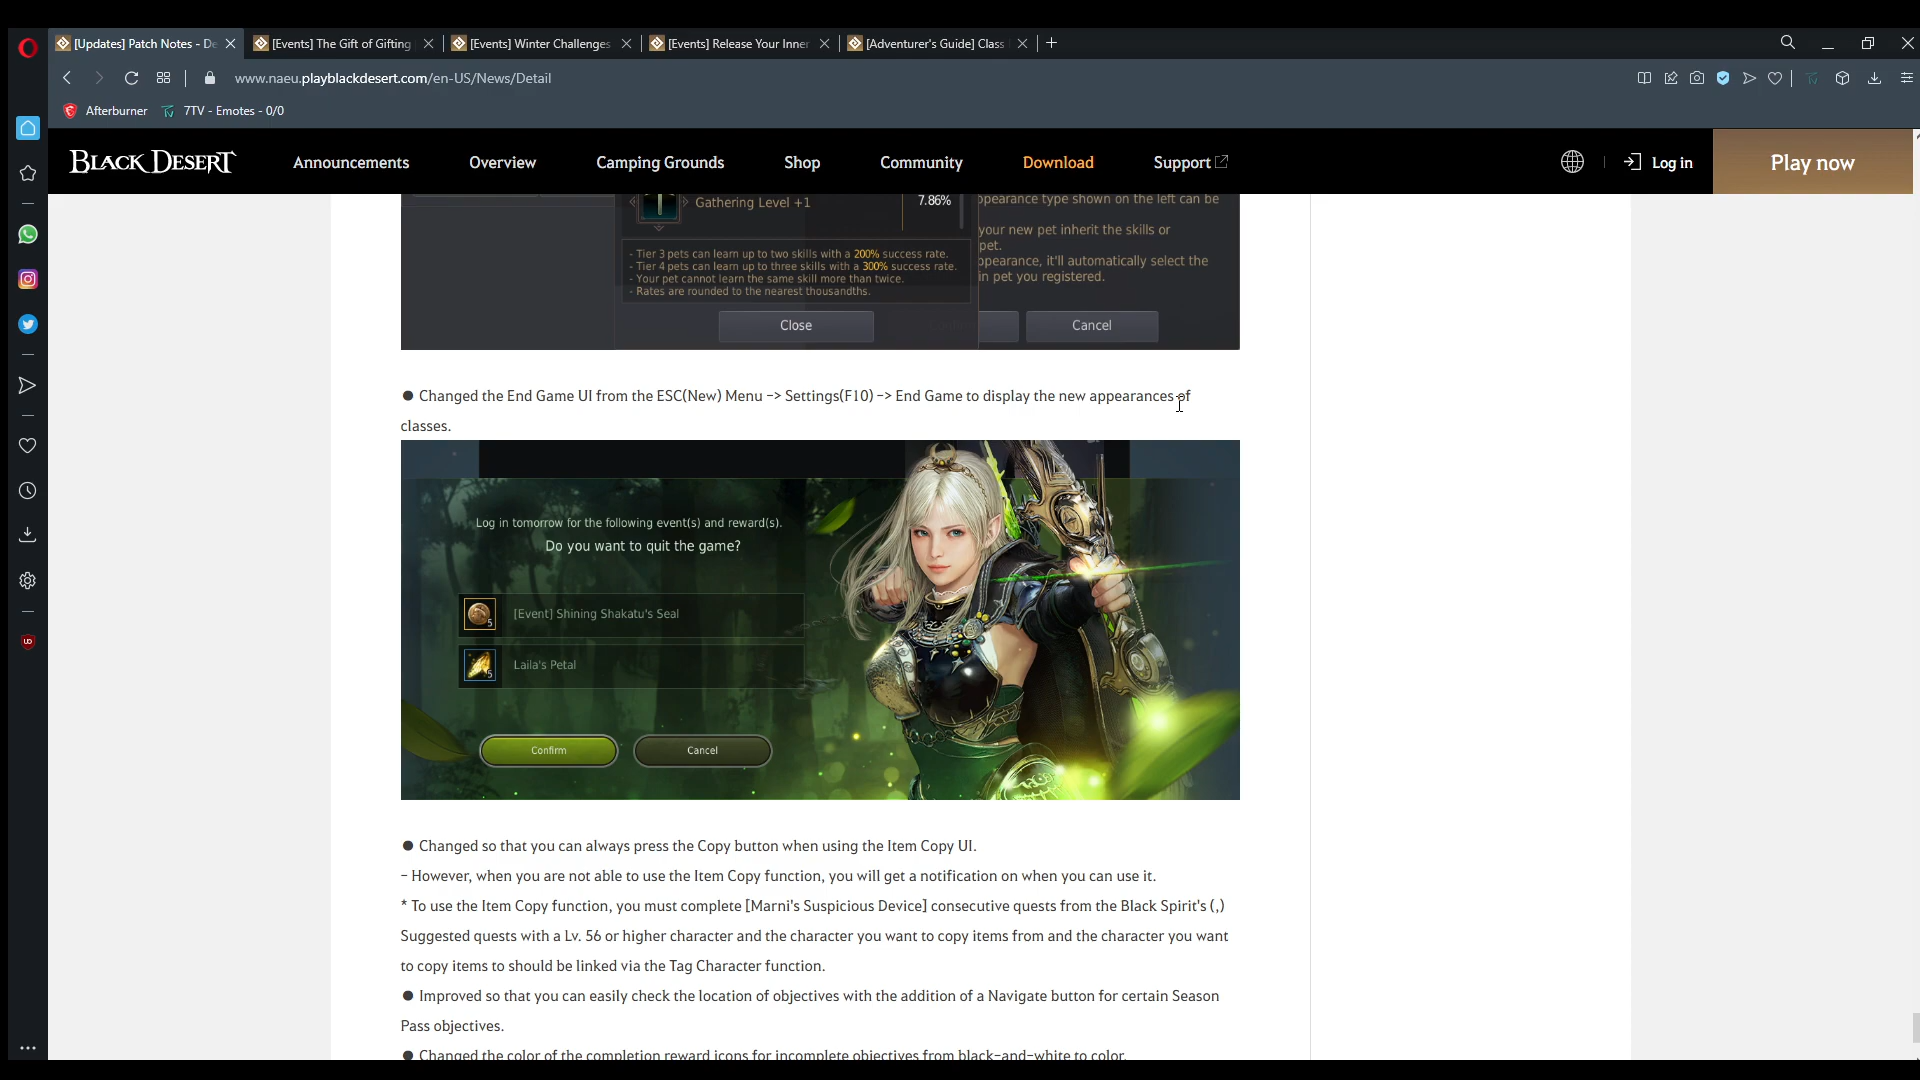 [Updates] Patch Notes - De
[Events] The Gift of Gifting
[Events] Winter Challenges
[Events] Release Your Inner
[Adventurer's Guide] Class
www.naeu.playblackdesert.com/en-US/News/Detail
Afterburner
7TV - Emotes - 0/0
BLACK DESERT
Announcements
Overview
Camping Grounds
Shop
Community
Download
Support
Log in
Play now
Gathering Level +1
7.86%
- Tier 3 pets can learn up to two skills with a 200% success rate.
- Tier 4 pets can learn up to three skills with a 300% success rate.
- Your pet cannot learn the same skill more than twice.
- Rates are rounded to the nearest thousandths.
Close
ppearance type shown on the left can be
your new pet inherit the skills or
pet.
ppearance, it'll automatically select the
in pet you registered.
Cancel
● Changed the End Game UI from the ESC(New) Menu -> Settings(F10) -> End Game to display the new appearances of
classes.
Log in tomorrow for the following event(s) and reward(s).
Do you want to quit the game?
5
[Event] Shining Shakatu's Seal
5
Laila's Petal
Confirm
Cancel
● Changed so that you can always press the Copy button when using the Item Copy UI.
- However, when you are not able to use the Item Copy function, you will get a notification on when you can use it.
* To use the Item Copy function, you must complete [Marni's Suspicious Device] consecutive quests from the Black Spirit's (,)
Suggested quests with a Lv. 56 or higher character and the character you want to copy items from and the character you want
to copy items to should be linked via the Tag Character function.
● Improved so that you can easily check the location of objectives with the addition of a Navigate button for certain Season
Pass objectives.
● Changed the color of the completion reward icons for incomplete objectives from black-and-white to color.